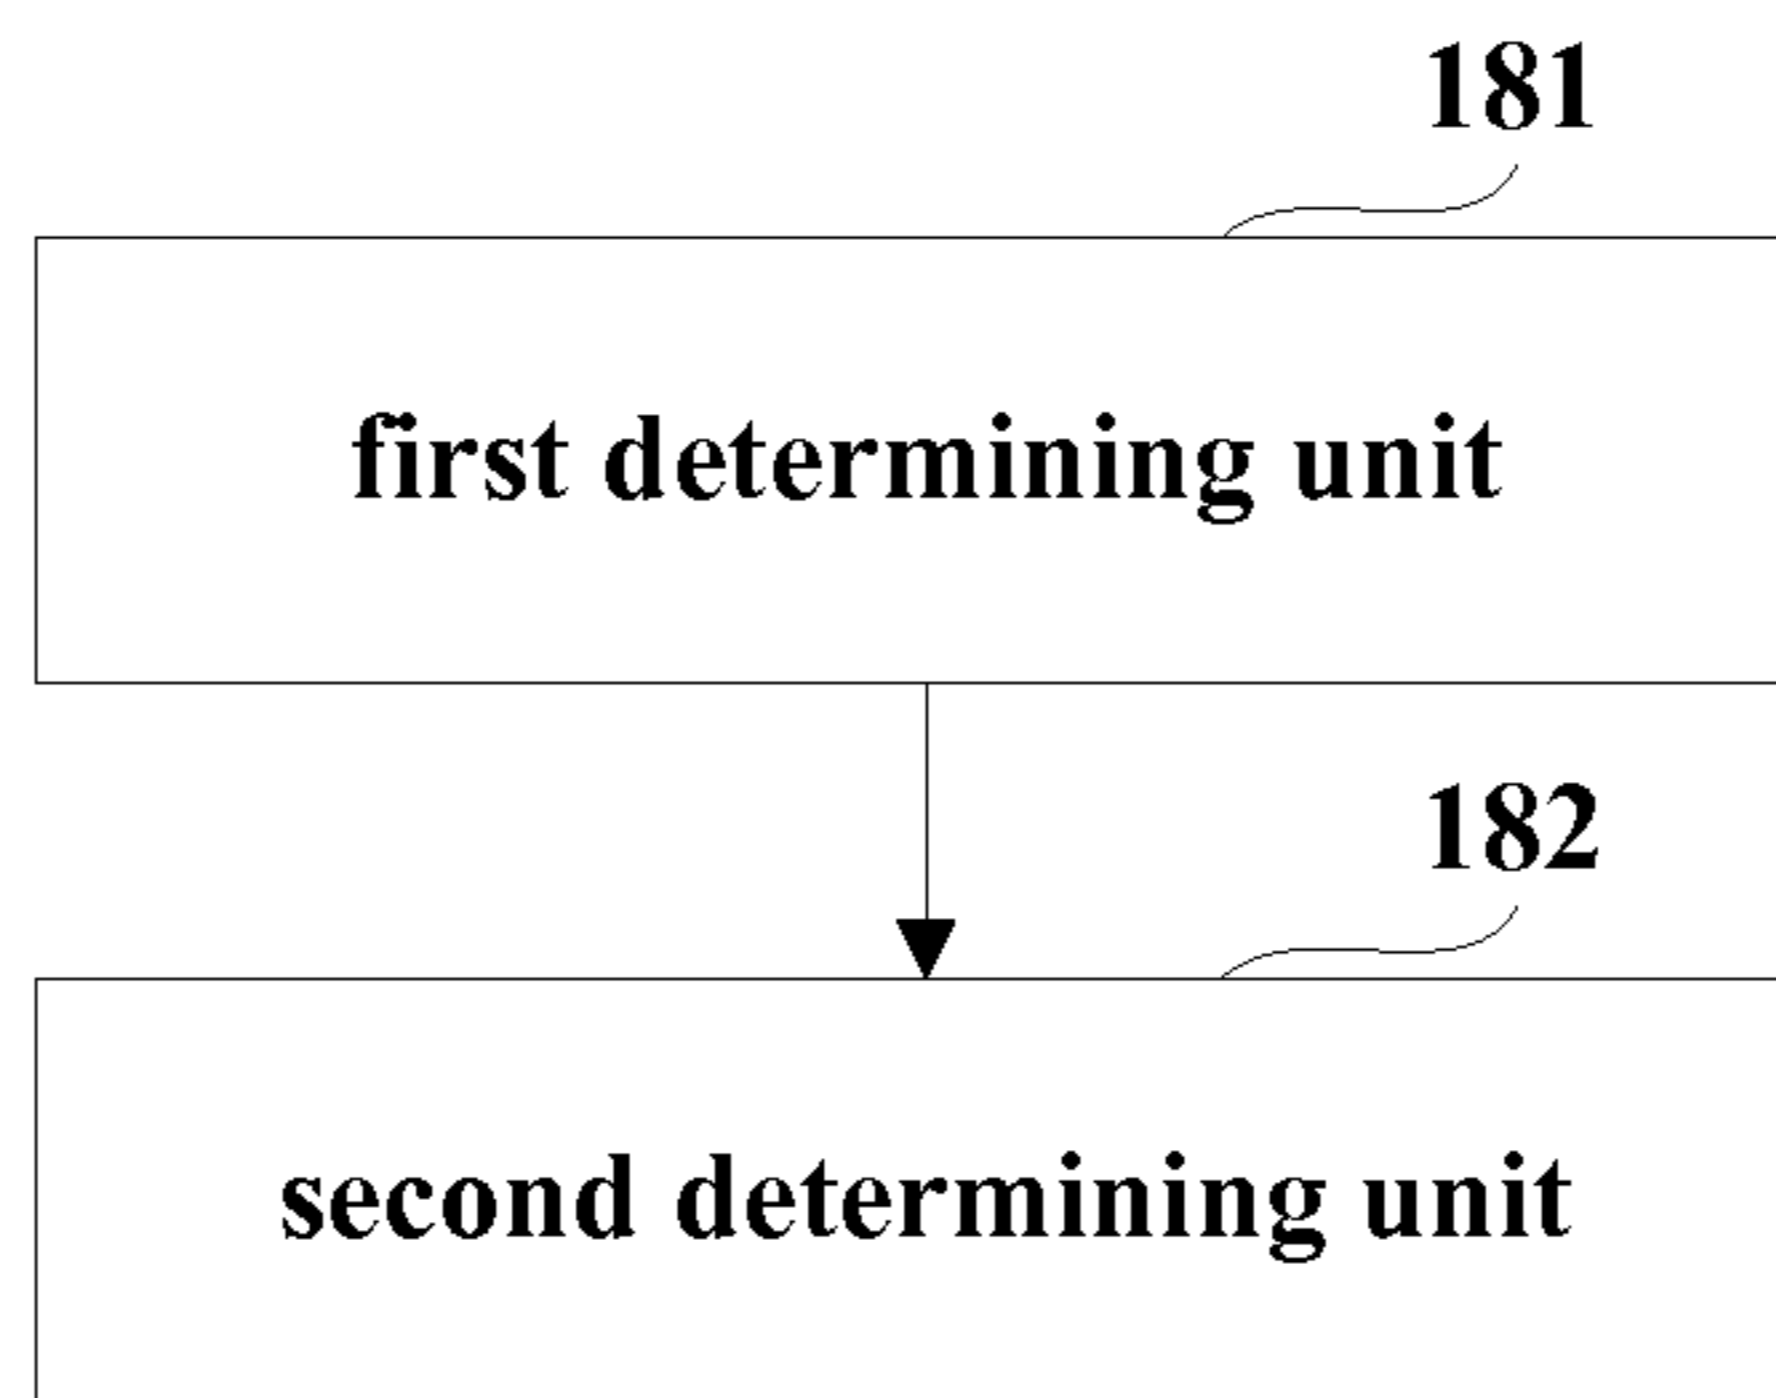 181
first determining unit
182
second determining unit